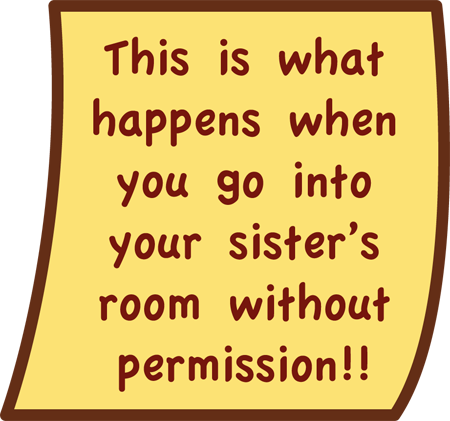 This is what
happens when
you go into
your sister's
room without
permission!!